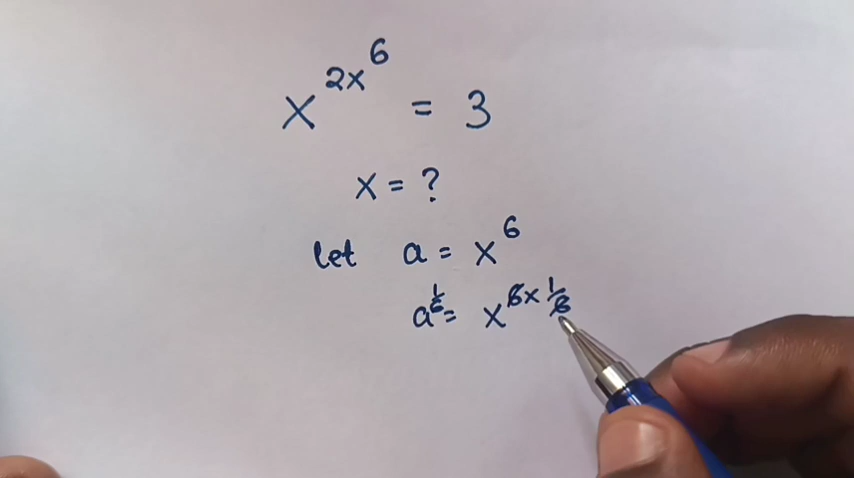 x^{2x^6} = 3
x = ?
let a = x^6
a^{1/6} = x^{6 × 1/6}